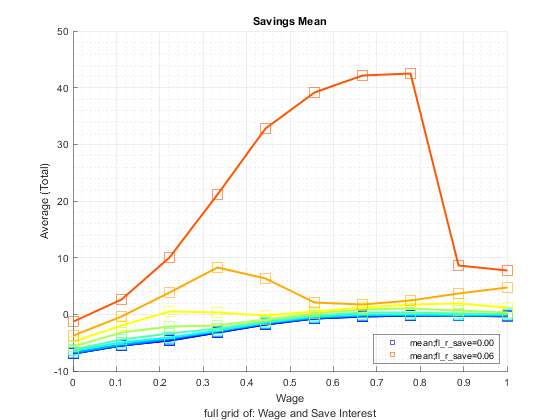 Savings Mean
50
40
30
20
10
0
-10
Average (Total)
mean;fl_r_save=0.00
mean;fl_r_save=0.06
0 0.1 0.2 0.3 0.4 0.5 0.6 0.7 0.8 0.9 1
Wage
full grid of: Wage and Save Interest